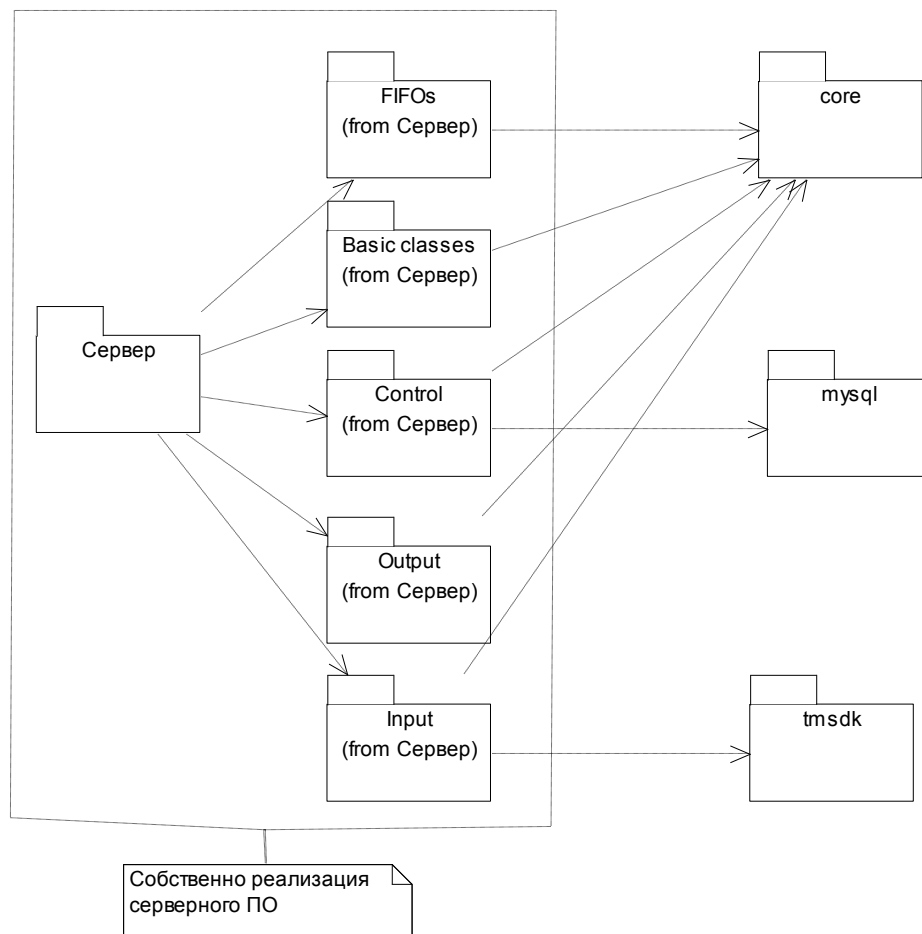 FIFOs
(from Сервер)
core
Basic classes
(from Сервер)
Сервер
Control
(from Сервер)
mysql
Output
(from Сервер)
Input
(from Сервер)
tmsdk
Собственно реализация
серверного ПО